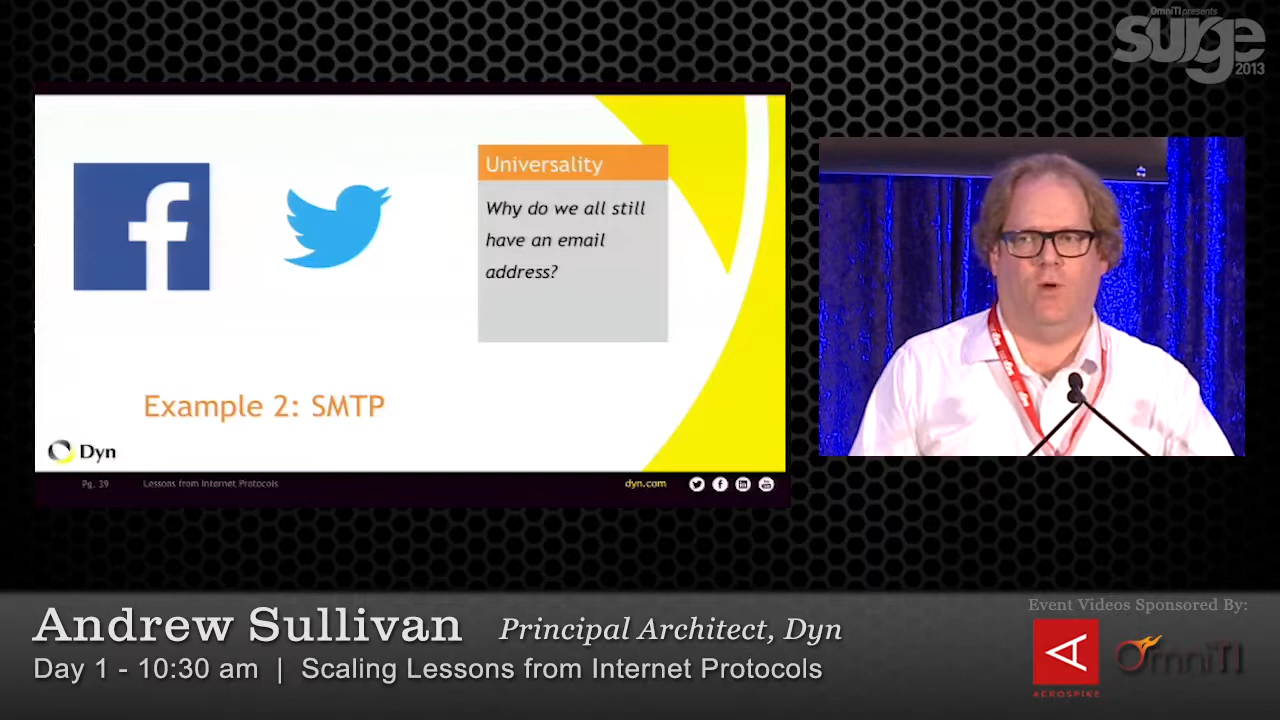 OmniTI presents
surge
2013
Universality
Why do we all still
have an email
address?
Example 2: SMTP
Dyn
Pg. 39 Lessons from Internet Protocols dyn.com
Andrew Sullivan Principal Architect, Dyn
Day 1 - 10:30 am | Scaling Lessons from Internet Protocols
Event Videos Sponsored By:
AEROSPIKE
OmniTI